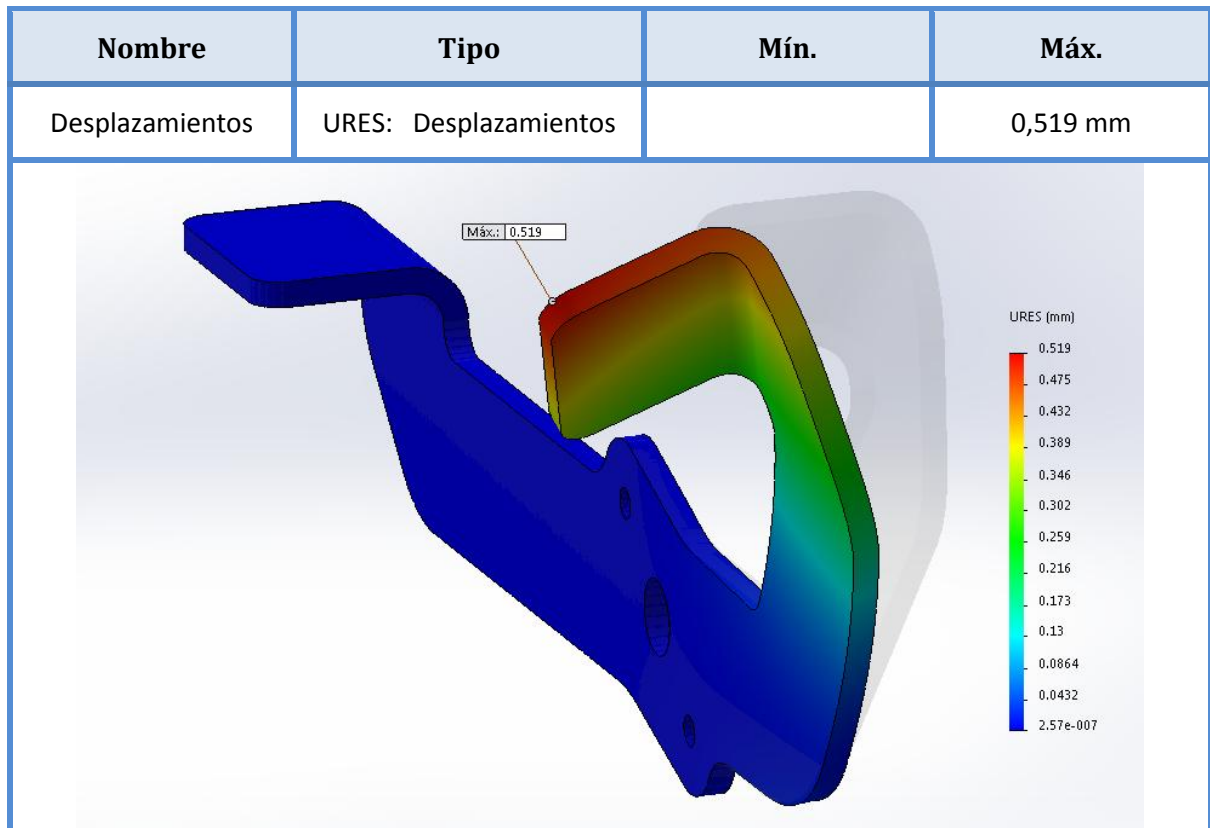 Nombre Tipo Mín. Máx.
Desplazamientos URES: Desplazamientos 0,519 mm
Máx.: 0.519
URES (mm)
0.519
0.475
0.432
0.389
0.346
0.302
0.259
0.216
0.173
0.13
0.0864
0.0432
2.57e-007